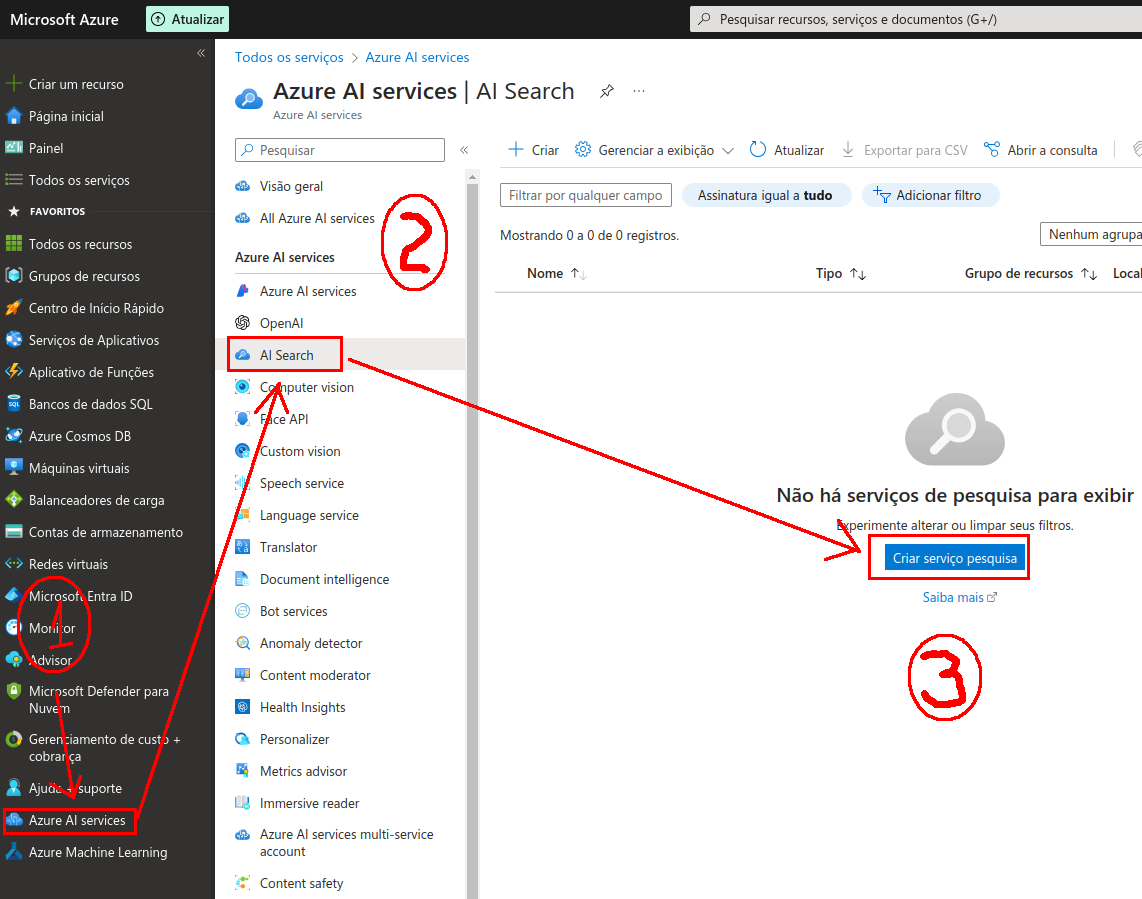 Microsoft Azure
Atualizar
Pesquisar recursos, serviços e documentos (G+/)
«
Criar um recurso
Página inicial
Painel
Todos os serviços
FAVORITOS
Todos os recursos
Grupos de recursos
Centro de Início Rápido
Serviços de Aplicativos
Aplicativo de Funções
Bancos de dados SQL
Azure Cosmos DB
Máquinas virtuais
Balanceadores de carga
Contas de armazenamento
Redes virtuais
Microsoft Entra ID
1
Monitor
Advisor
Microsoft Defender para
Nuvem
Gerenciamento de custo +
cobrança
Ajuda + suporte
Azure AI services
Azure Machine Learning
Todos os serviços > Azure AI services
Azure AI services | AI Search
...
Azure AI services
Pesquisar
«
Visão geral
All Azure AI services
2
Azure AI services
Azure AI services
OpenAI
AI Search
Computer vision
Face API
Custom vision
Speech service
Language service
Translator
Document intelligence
Bot services
Anomaly detector
Content moderator
Health Insights
Personalizer
Metrics advisor
Immersive reader
Azure AI services multi-service
account
Content safety
Criar
Gerenciar a exibição
Atualizar
Exportar para CSV
Abrir a consulta
Filtrar por qualquer campo
Assinatura igual a tudo
Adicionar filtro
Mostrando 0 a 0 de 0 registros.
Nenhum agrupa
Nome ↑↓
Tipo ↑↓
Grupo de recursos ↑↓
Local
Não há serviços de pesquisa para exibir
Experimente alterar ou limpar seus filtros.
Criar serviço pesquisa
Saiba mais
3